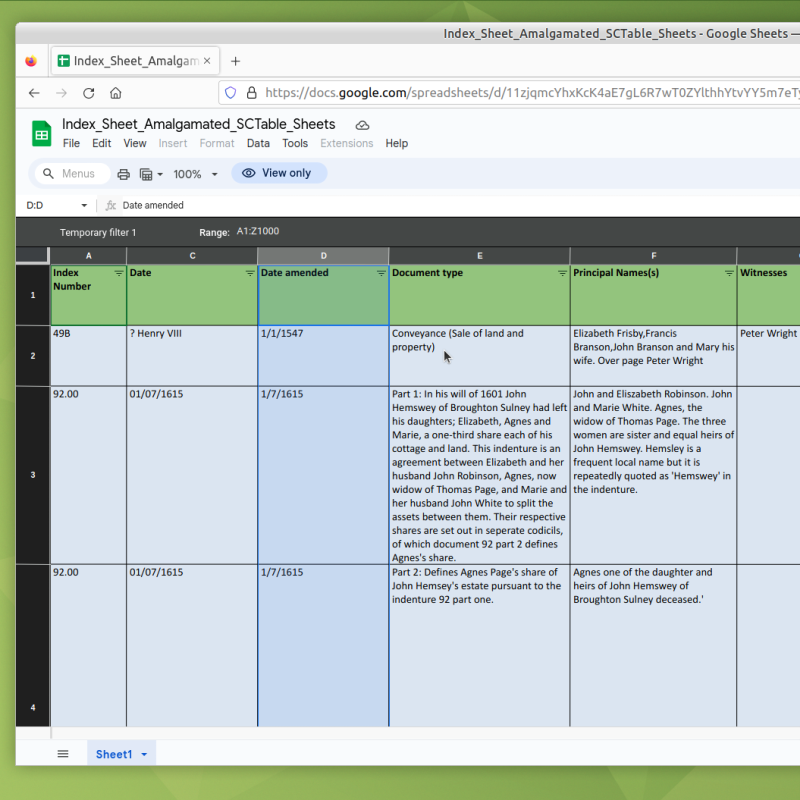 Index_Sheet_Amalgamated_SCTable_Sheets - Google Sheets —
Index_Sheet_Amalgam
https://docs.google.com/spreadsheets/d/11zjqmcYhxKcK4aE7gL6R7wT0ZYlthhYtvYY5m7eTy
Index_Sheet_Amalgamated_SCTable_Sheets
File Edit View Insert Format Data Tools Extensions Help
Menus 100% View only
D:D fx Date amended
Temporary filter 1 Range: A1:Z1000
A C D E F
1
Index
Number
Date
Date amended
Document type
Principal Names(s)
Witnesses
2
49B
? Henry VIII
1/1/1547
Conveyance (Sale of land and
property)
Elizabeth Frisby,Francis
Branson,John Branson and Mary his
wife. Over page Peter Wright
Peter Wright
3
92.00
01/07/1615
1/7/1615
Part 1: In his will of 1601 John
Hemswey of Broughton Sulney had left
his daughters; Elizabeth, Agnes and
Marie, a one-third share each of his
cottage and land. This indenture is an
agreement between Elizabeth and her
husband John Robinson, Agnes, now
widow of Thomas Page, and Marie and
her husband John White to split the
assets between them. Their respective
shares are set out in seperate codicils,
of which document 92 part 2 defines
Agnes's share.
John and Eliszabeth Robinson. John
and Marie White. Agnes, the
widow of Thomas Page. The three
women are sister and equal heirs of
John Hemswey. Hemsley is a
frequent local name but it is
repeatedly quoted as 'Hemswey' in
the indenture.
4
92.00
01/07/1615
1/7/1615
Part 2: Defines Agnes Page's share of
John Hemsey's estate pursuant to the
indenture 92 part one.
Agnes one of the daughter and
heirs of John Hemswey of
Broughton Sulney deceased.'
Sheet1